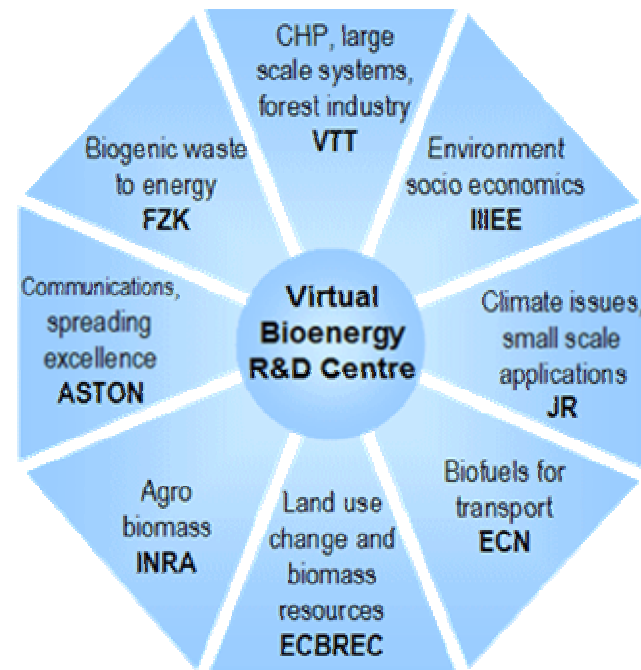 CHP, large
scale systems,
forest industry
VTT
Environment
socio economics
IIIEE
Climate issues,
small scale
applications
JR
Biofuels for
transport
ECN
Land use
change and
biomass
resources
ECBREC
Agro
biomass
INRA
Communications,
spreading
excellence
ASTON
Biogenic waste
to energy
FZK
Virtual
Bioenergy
R&D Centre